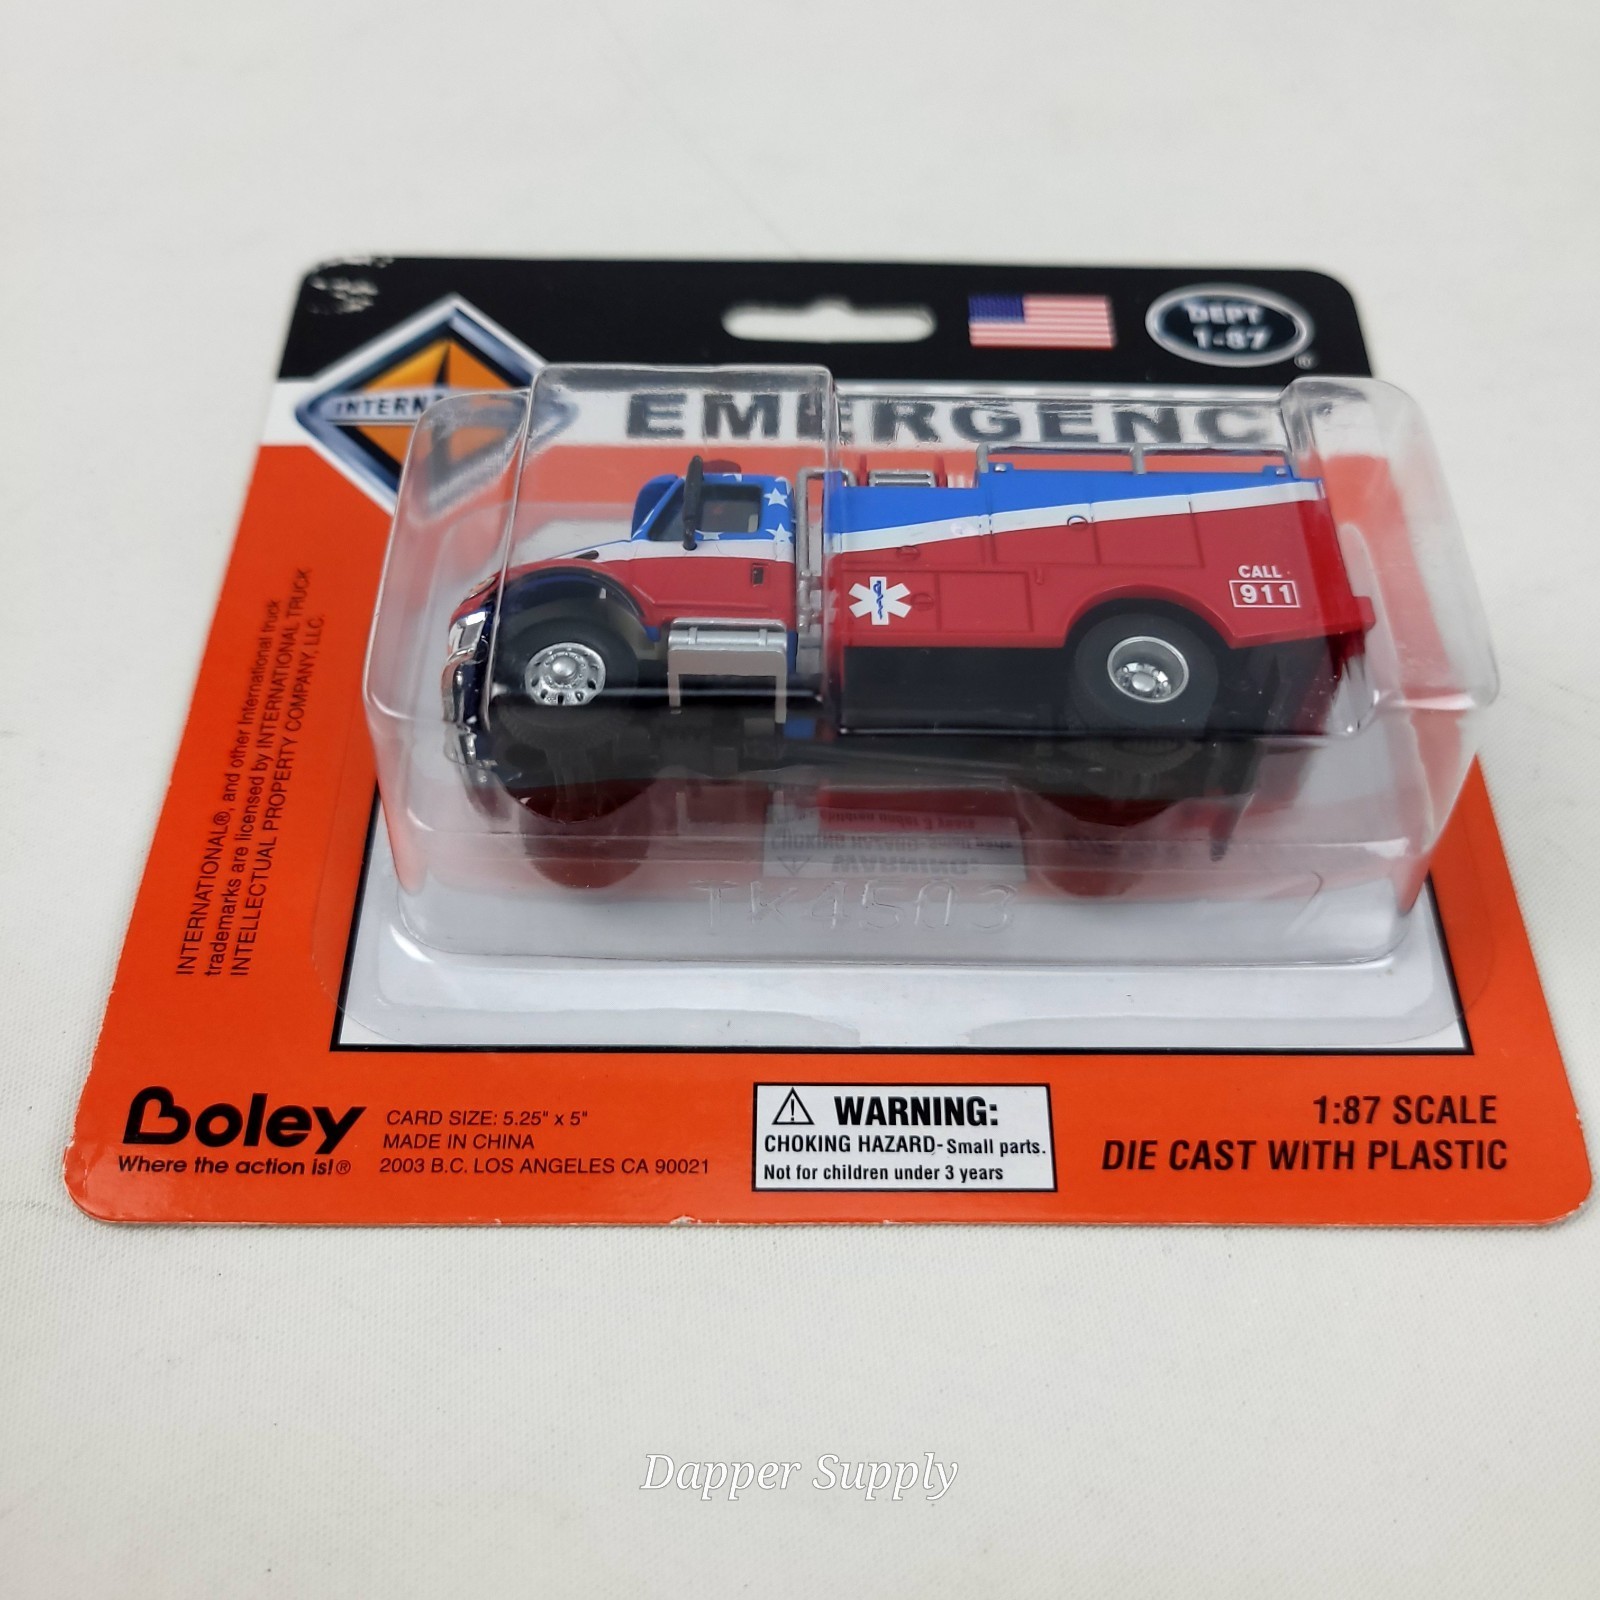 DEPT
1-87
®
INTERN
EMERGENC
CALL
911
INTERNATIONAL®, and other International truck
trademarks are licensed by INTERNATIONAL TRUCK
INTELLECTUAL PROPERTY COMPANY, LLC.
TK4503
Boley
Where the action is!®
CARD SIZE: 5.25" x 5"
MADE IN CHINA
2003 B.C. LOS ANGELES CA 90021
WARNING:
CHOKING HAZARD-Small parts.
Not for children under 3 years
1:87 SCALE
DIE CAST WITH PLASTIC
Dapper Supply